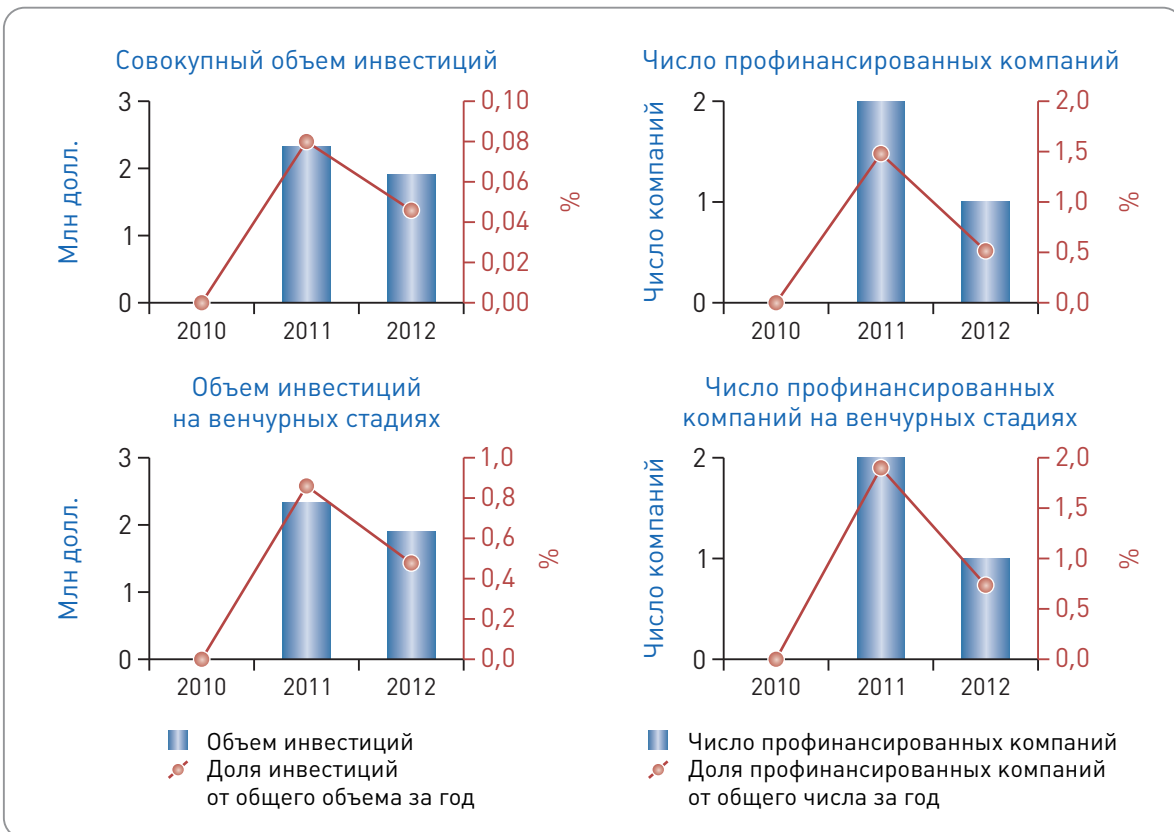 Совокупный объем инвестиций
Млн долл.
3
2
1
0
0,10
0,08
0,06
0,04
0,02
0,00
%
2010 2011 2012
Число профинансированных компаний
Число компаний
2
1
0
2,0
1,5
1,0
0,5
0,0
%
2010 2011 2012
Объем инвестиций
на венчурных стадиях
Млн долл.
3
2
1
0
1,0
0,8
0,6
0,4
0,2
0,0
%
2010 2011 2012
Число профинансированных
компаний на венчурных стадиях
Число компаний
2
1
0
2,0
1,5
1,0
0,5
0,0
%
2010 2011 2012
Объем инвестиций
Доля инвестиций
от общего объема за год
Число профинансированных компаний
Доля профинансированных компаний
от общего числа за год